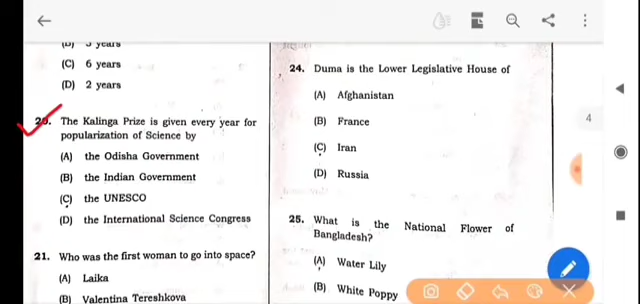 (B) 3 years
(C) 6 years
(D) 2 years
20. The Kalinga Prize is given every year for
popularization of Science by
(A) the Odisha Government
(B) the Indian Government
(C) the UNESCO
(D) the International Science Congress
21. Who was the first woman to go into space?
(A) Laika
(B) Valentina Tereshkova
24. Duma is the Lower Legislative House of
(A) Afghanistan
(B) France
(C) Iran
(D) Russia
25. What is the National Flower of
Bangladesh?
(A) Water Lily
(B) White Poppy
4